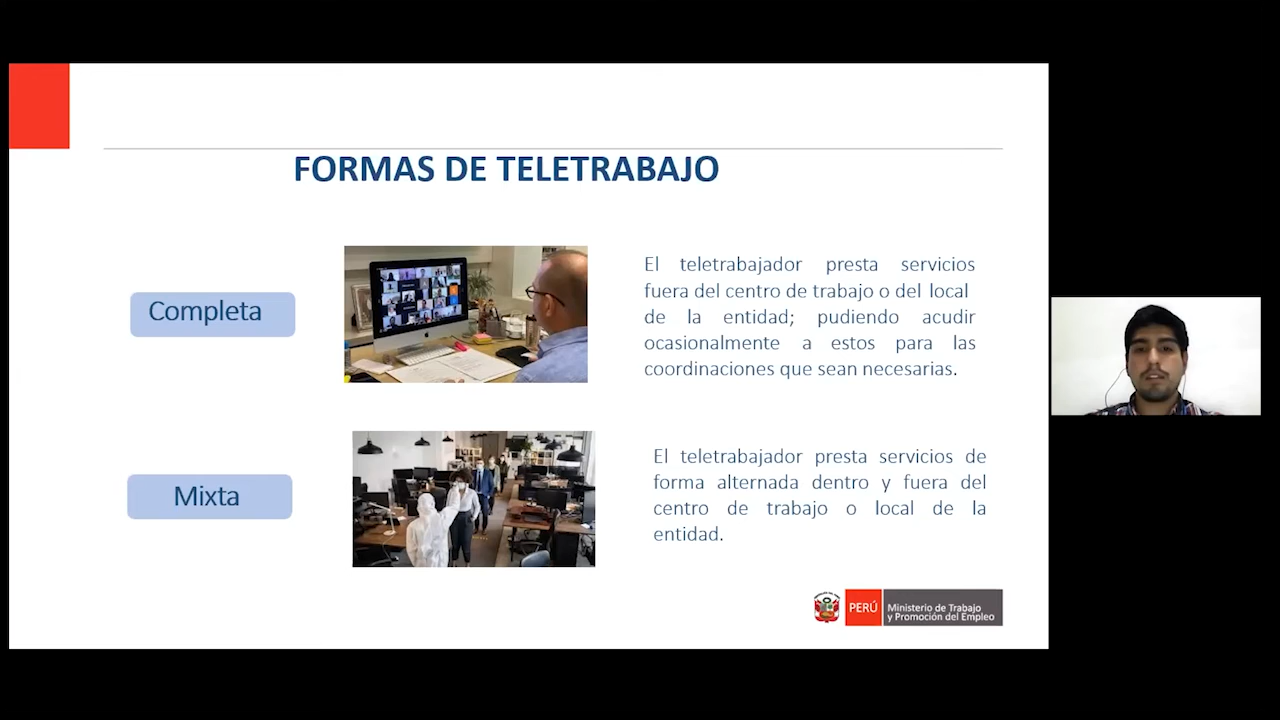 FORMAS DE TELETRABAJO
Completa
El teletrabajador presta servicios
fuera del centro de trabajo o del local
de la entidad; pudiendo acudir
ocasionalmente a estos para las
coordinaciones que sean necesarias.
Mixta
El teletrabajador presta servicios de
forma alternada dentro y fuera del
centro de trabajo o local de la
entidad.
PERÚ
Ministerio de Trabajo
y Promoción del Empleo